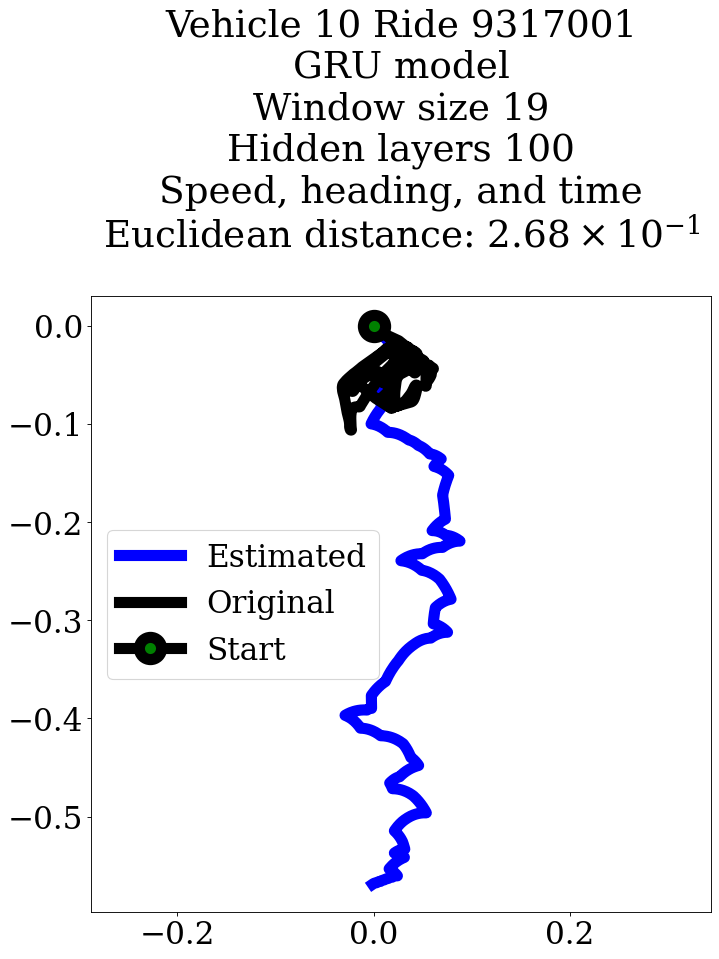 Vehicle 10 Ride 9317001
GRU model
Window size 19
Hidden layers 100
Speed, heading, and time
Euclidean distance: 2.68 × 10⁻¹
0.0
−0.1
−0.2
−0.3
−0.4
−0.5
Estimated
Original
Start
−0.2 0.0 0.2